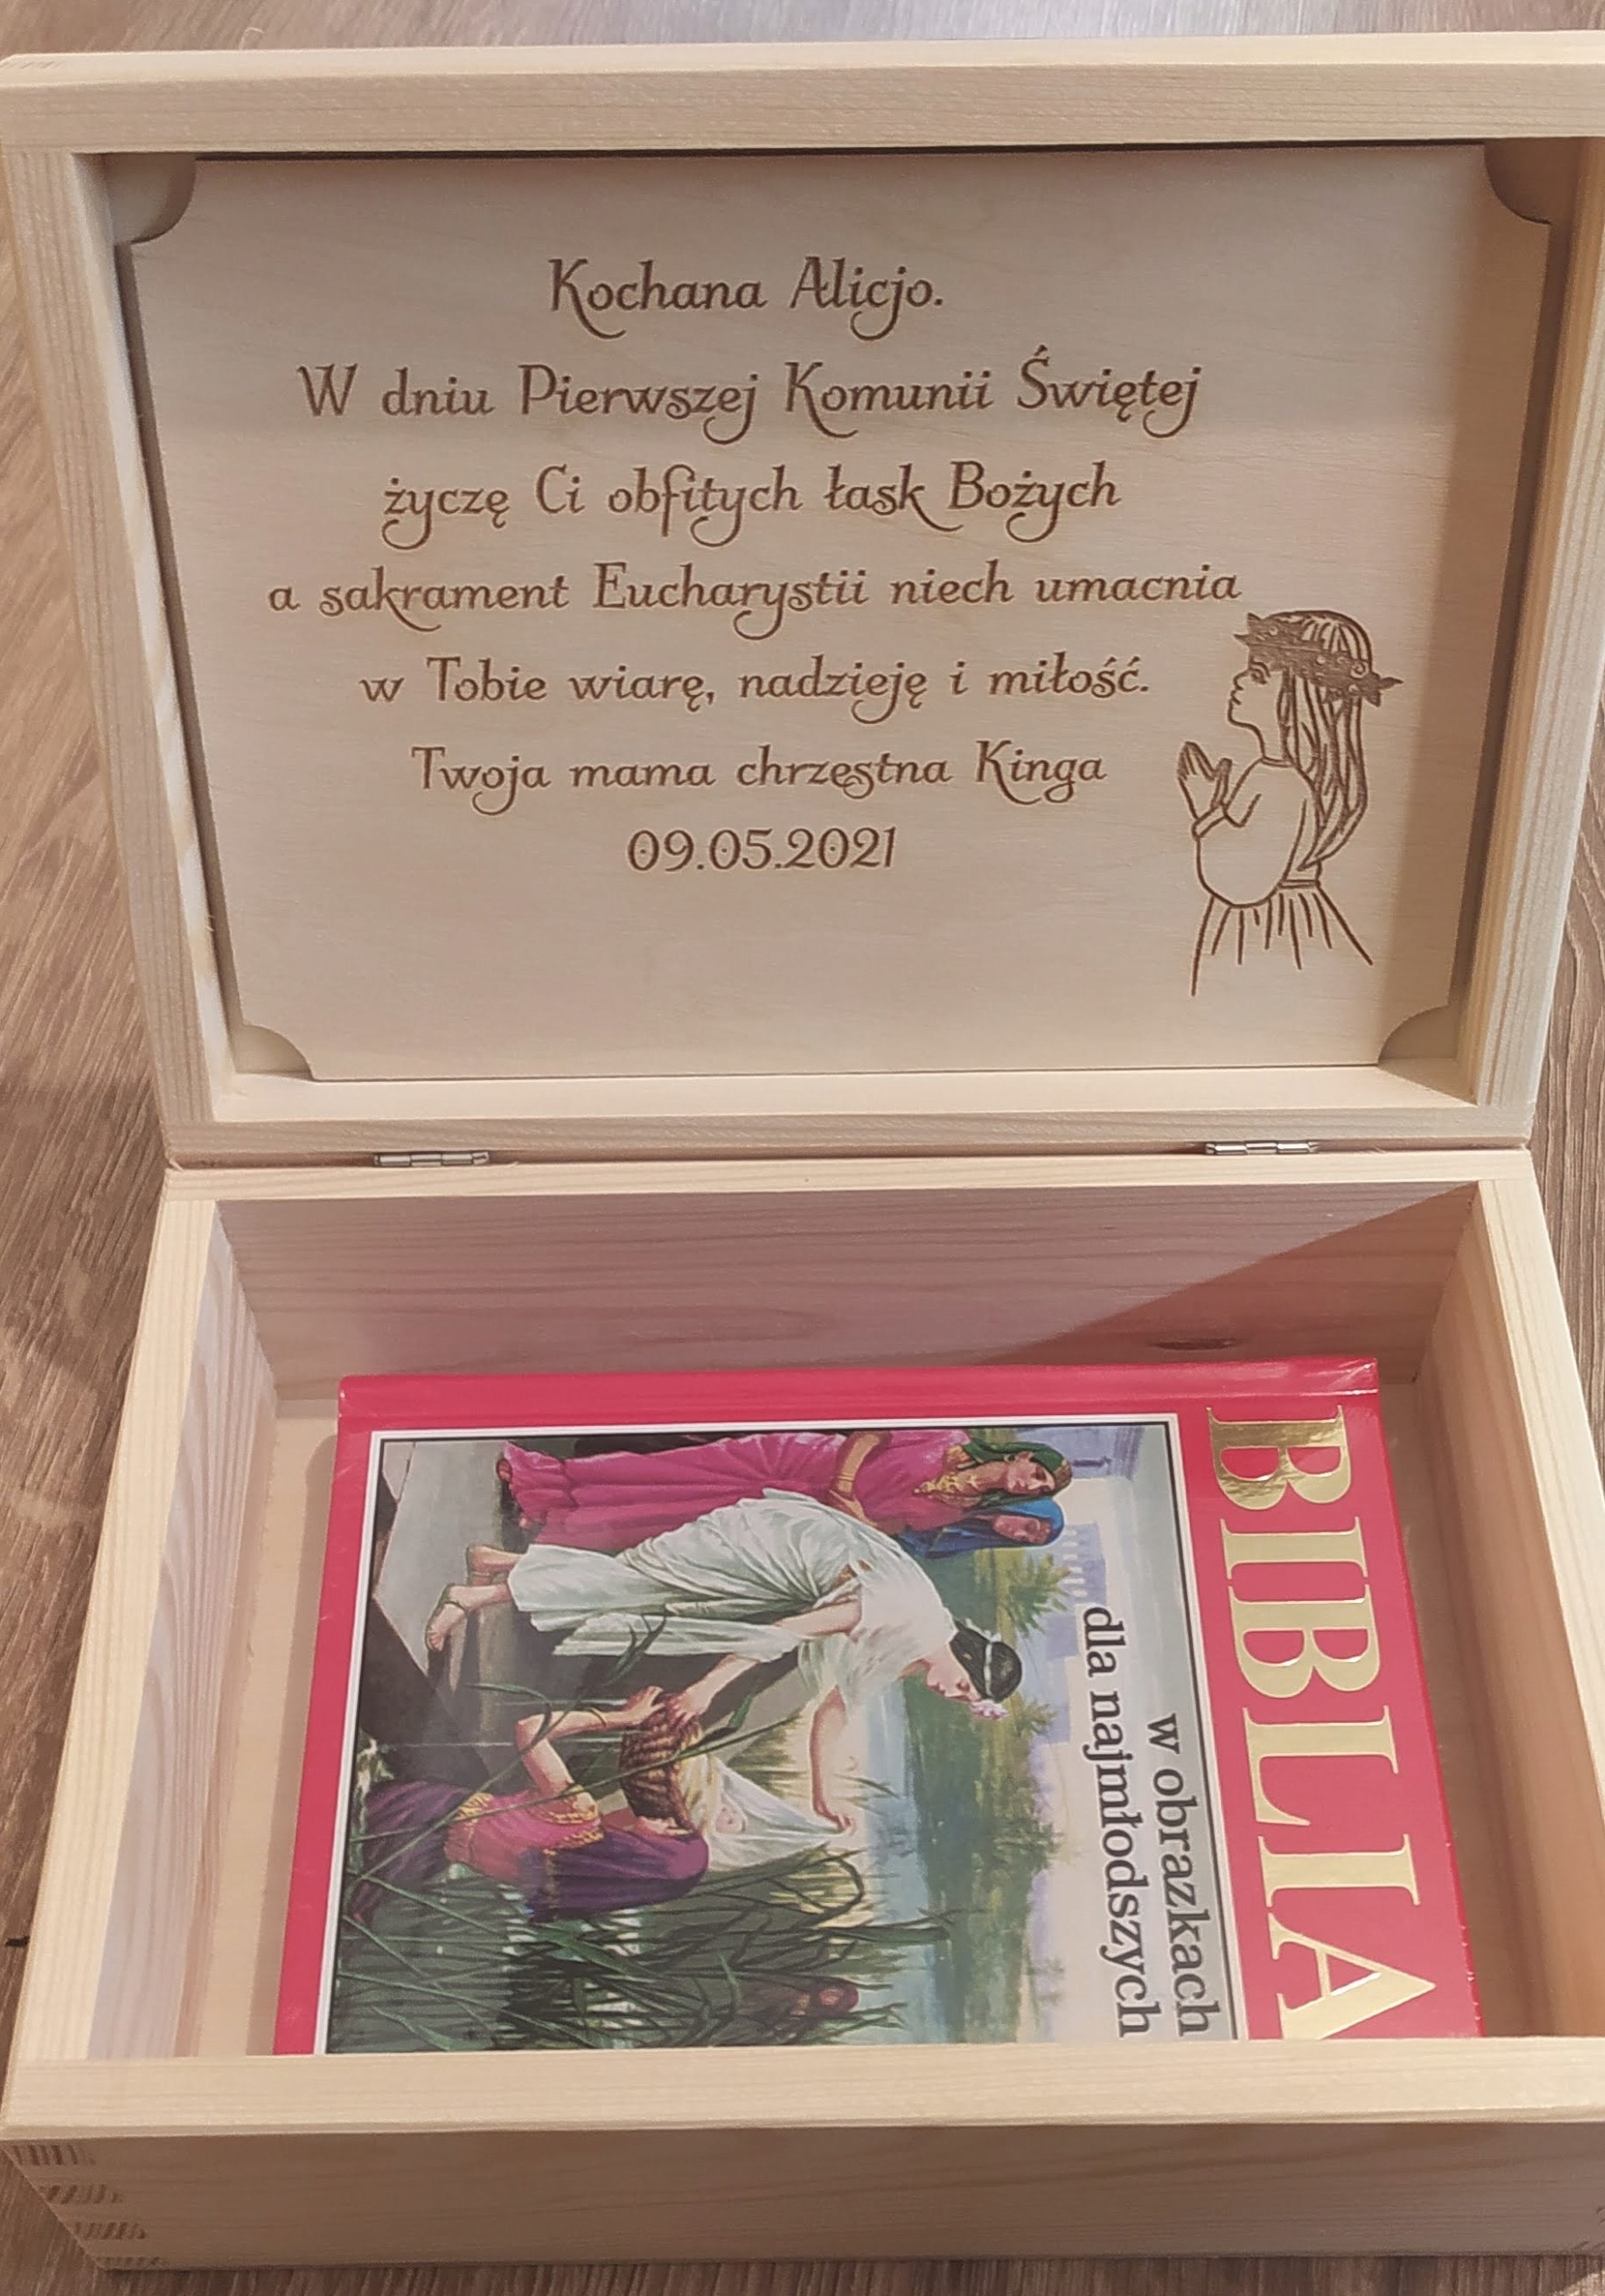 Kochana Alicjo.
W dniu Pierwszej Komunii Świętej
życzę Ci obfitych łask Bożych
a sakrament Eucharystii niech umacnia
w Tobie wiarę, nadzieję i miłość.
Twoja mama chrzęstna Kinga
09.05.2021
BIBLIA
w obrazkach
dla najmłodszych